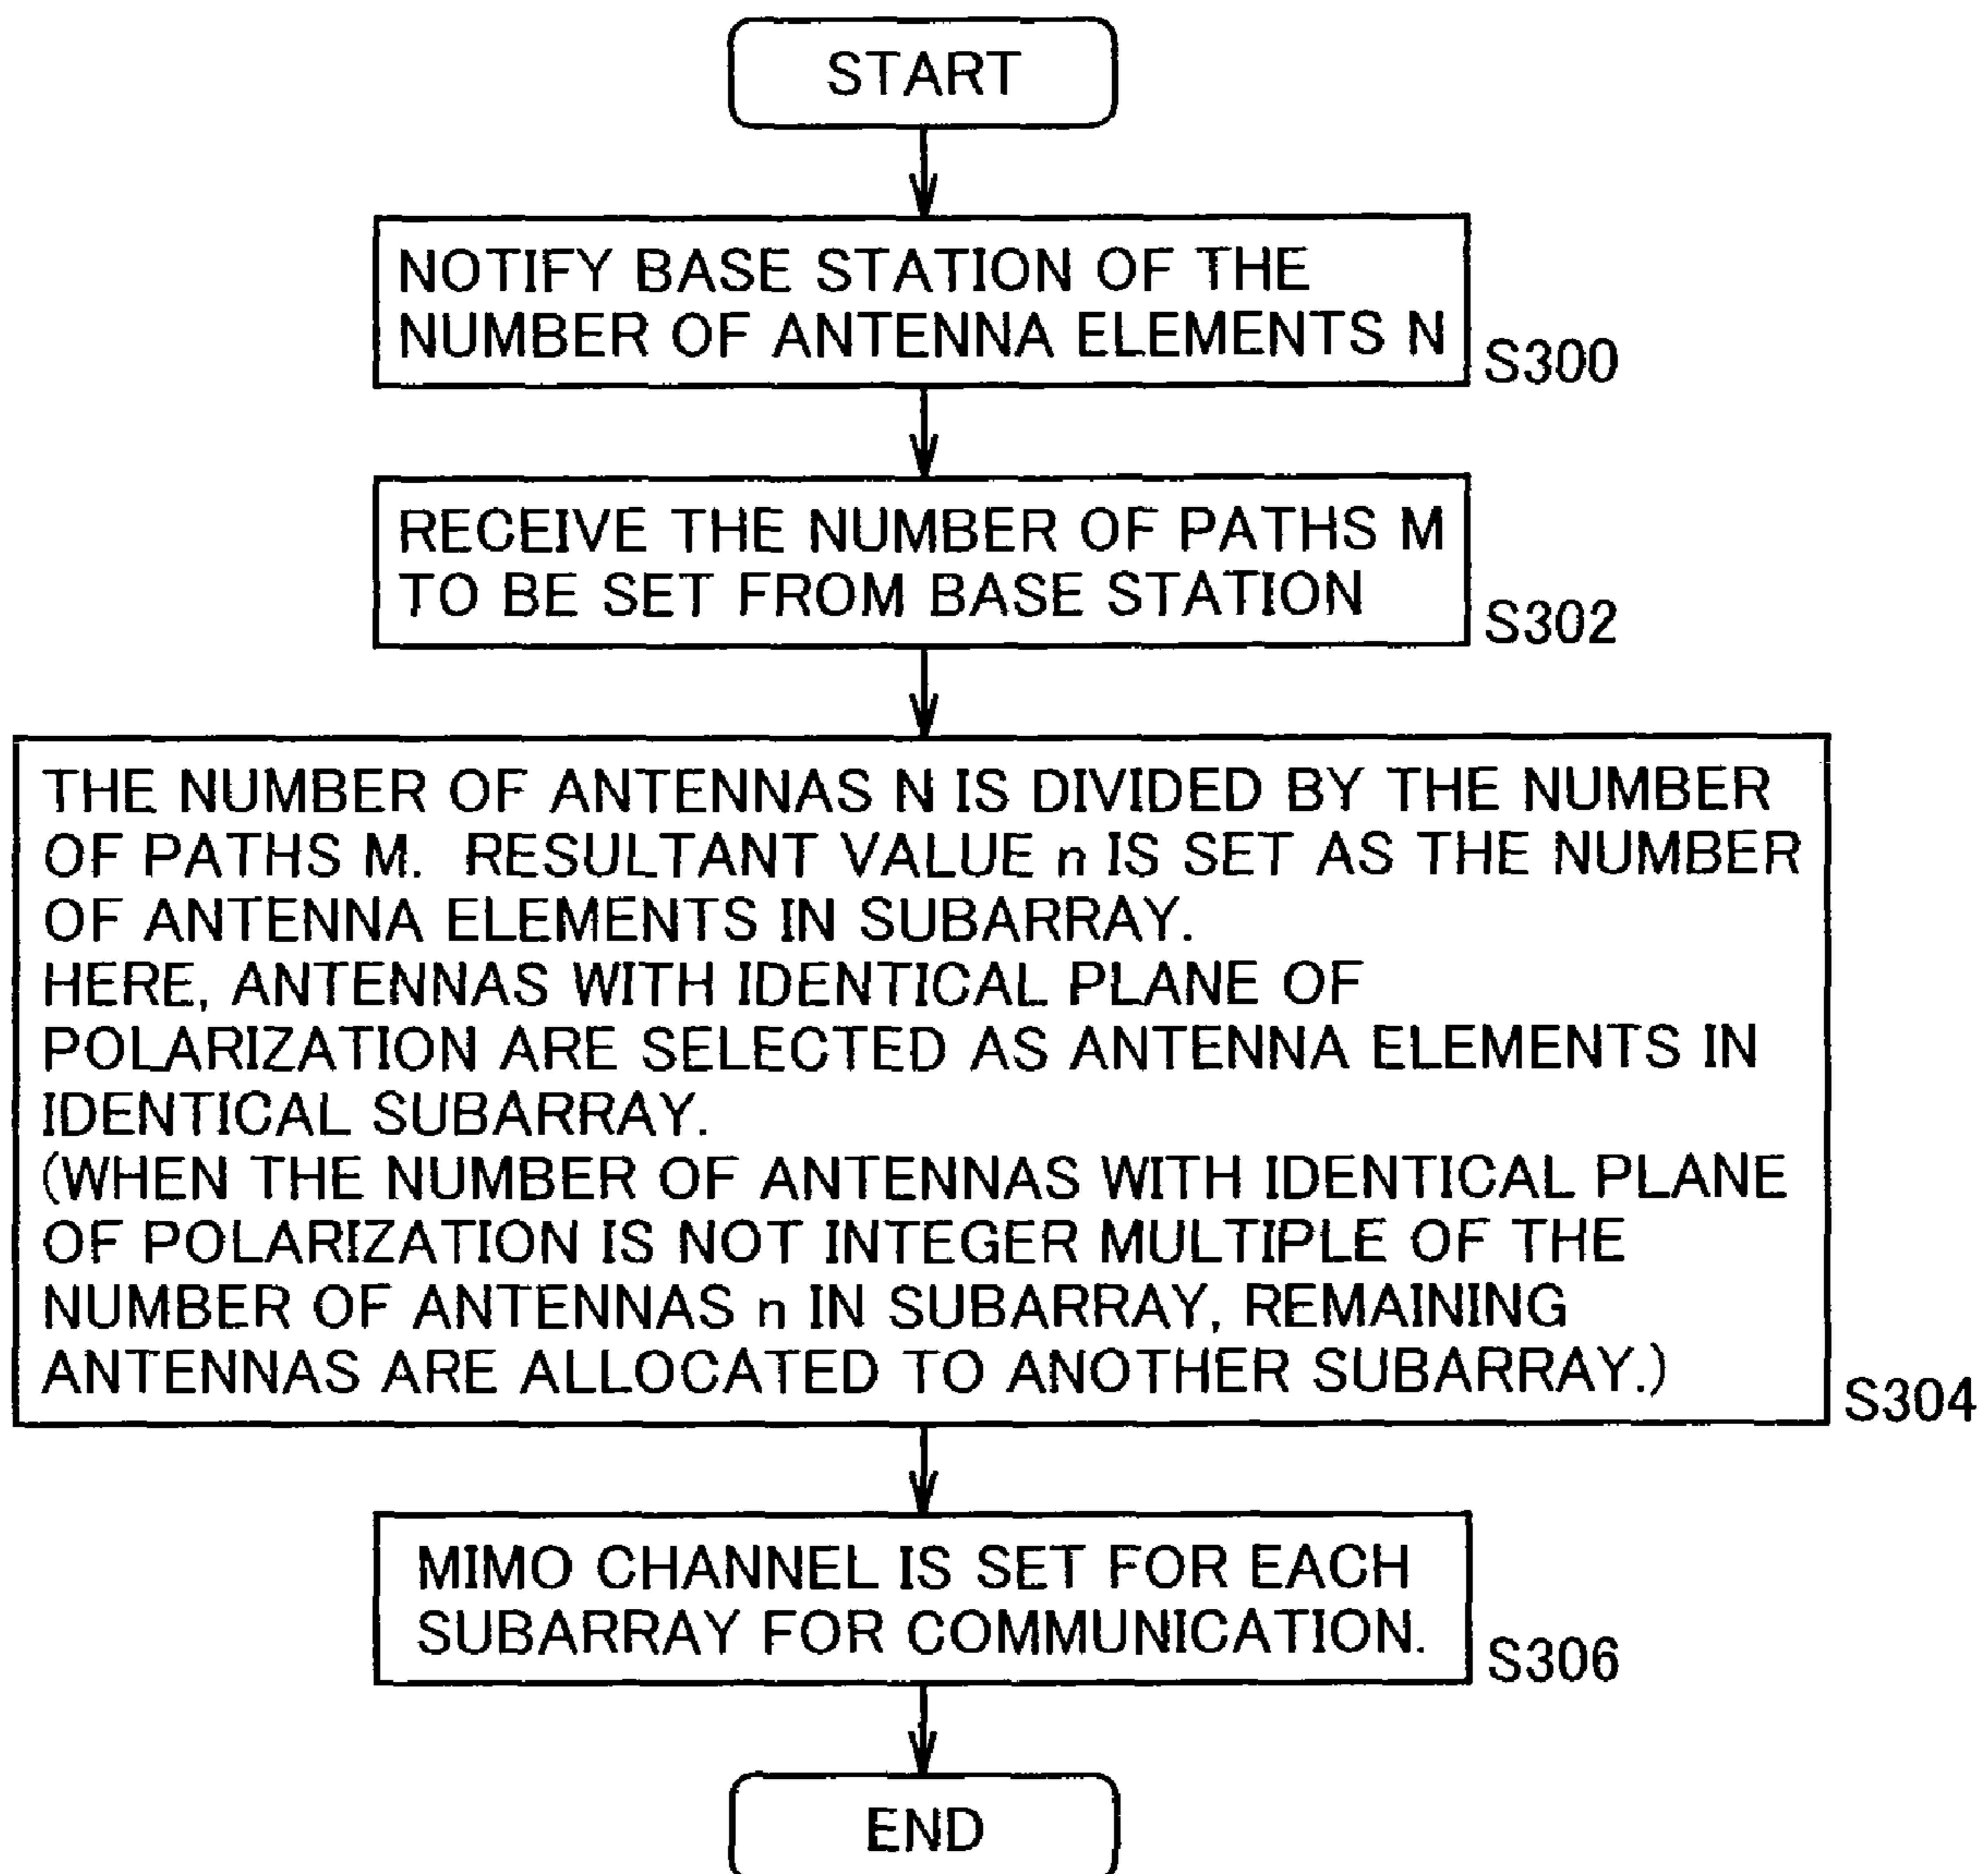 START
NOTIFY BASE STATION OF THE
NUMBER OF ANTENNA ELEMENTS N
S300
RECEIVE THE NUMBER OF PATHS M
TO BE SET FROM BASE STATION
S302
THE NUMBER OF ANTENNAS N IS DIVIDED BY THE NUMBER
OF PATHS M. RESULTANT VALUE n IS SET AS THE NUMBER
OF ANTENNA ELEMENTS IN SUBARRAY.
HERE, ANTENNAS WITH IDENTICAL PLANE OF
POLARIZATION ARE SELECTED AS ANTENNA ELEMENTS IN
IDENTICAL SUBARRAY.
(WHEN THE NUMBER OF ANTENNAS WITH IDENTICAL PLANE
OF POLARIZATION IS NOT INTEGER MULTIPLE OF THE
NUMBER OF ANTENNAS n IN SUBARRAY, REMAINING
ANTENNAS ARE ALLOCATED TO ANOTHER SUBARRAY.)
S304
MIMO CHANNEL IS SET FOR EACH
SUBARRAY FOR COMMUNICATION.
S306
END